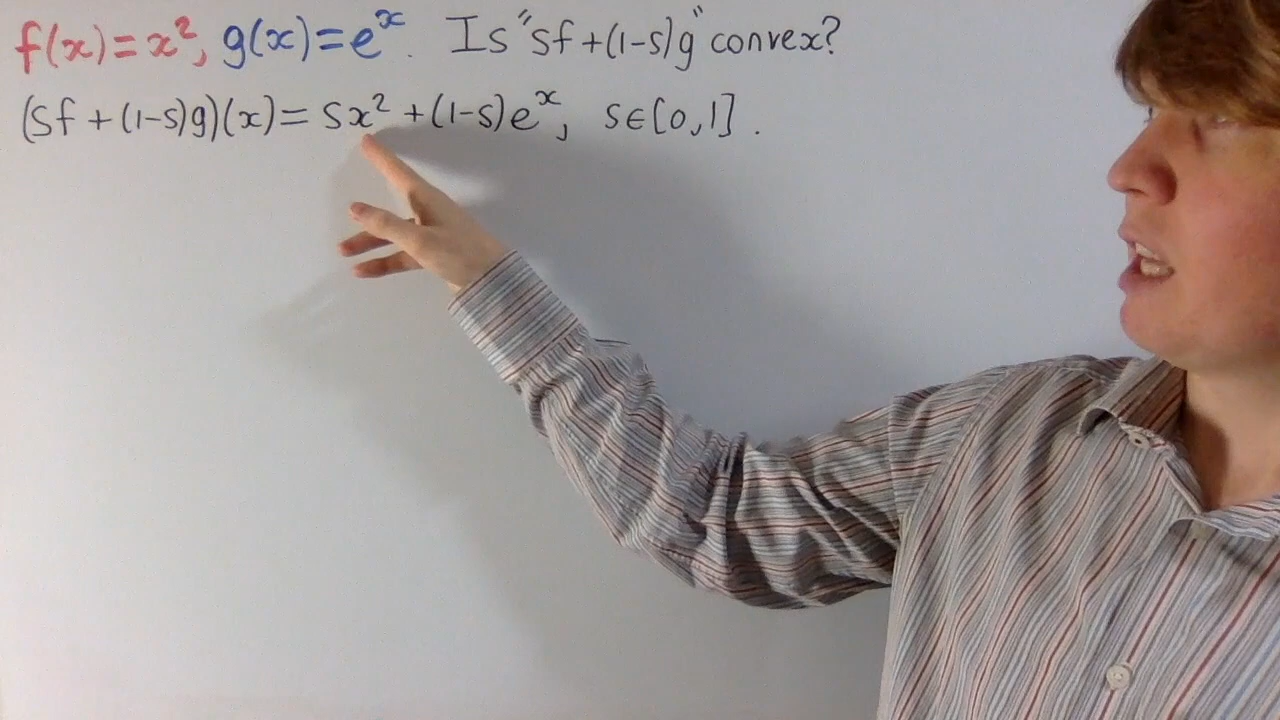 f(x)=x², g(x)=eˣ. Is "sf+(1-s)g" convex?
(sf+(1-s)g)(x)= sx²+(1-s)eˣ, s∈[0,1].